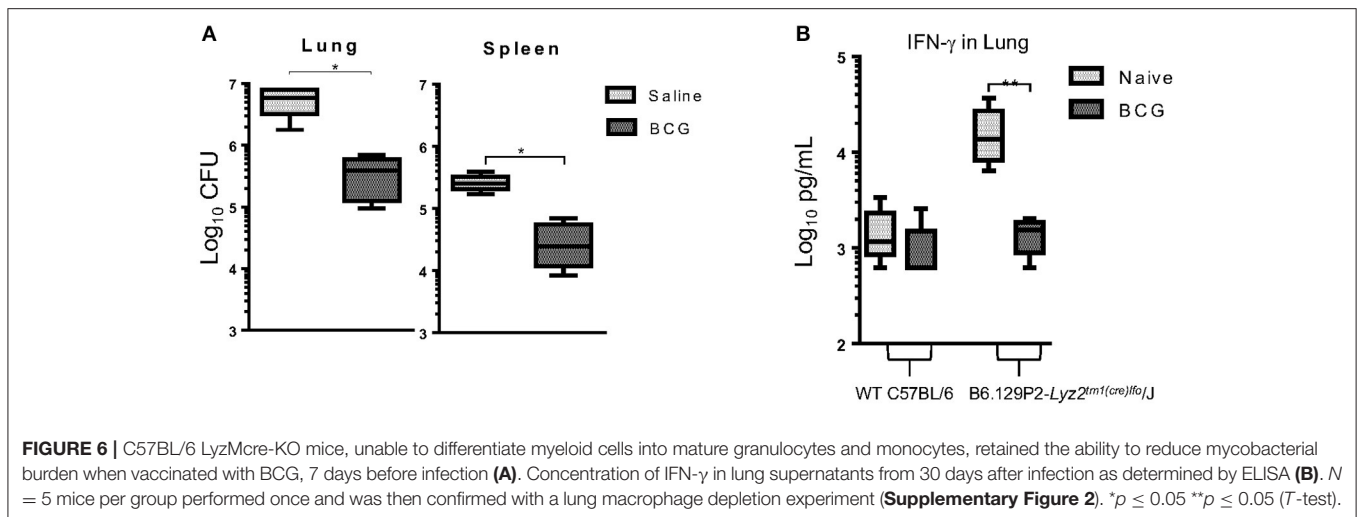 A
Lung
Spleen
*
*
Log10 CFU
7
6
5
4
3
7
6
5
4
3
Saline
BCG
B
IFN-γ in Lung
**
Log10 pg/mL
5
4
3
2
Naive
BCG
WT C57BL/6 B6.129P2-Lyz2tm1(cre)Ifo/J
FIGURE 6 | C57BL/6 LyzMcre-KO mice, unable to differentiate myeloid cells into mature granulocytes and monocytes, retained the ability to reduce mycobacterial
burden when vaccinated with BCG, 7 days before infection (A). Concentration of IFN-γ in lung supernatants from 30 days after infection as determined by ELISA (B). N
= 5 mice per group performed once and was then confirmed with a lung macrophage depletion experiment (Supplementary Figure 2). *p ≤ 0.05 **p ≤ 0.05 (T-test).